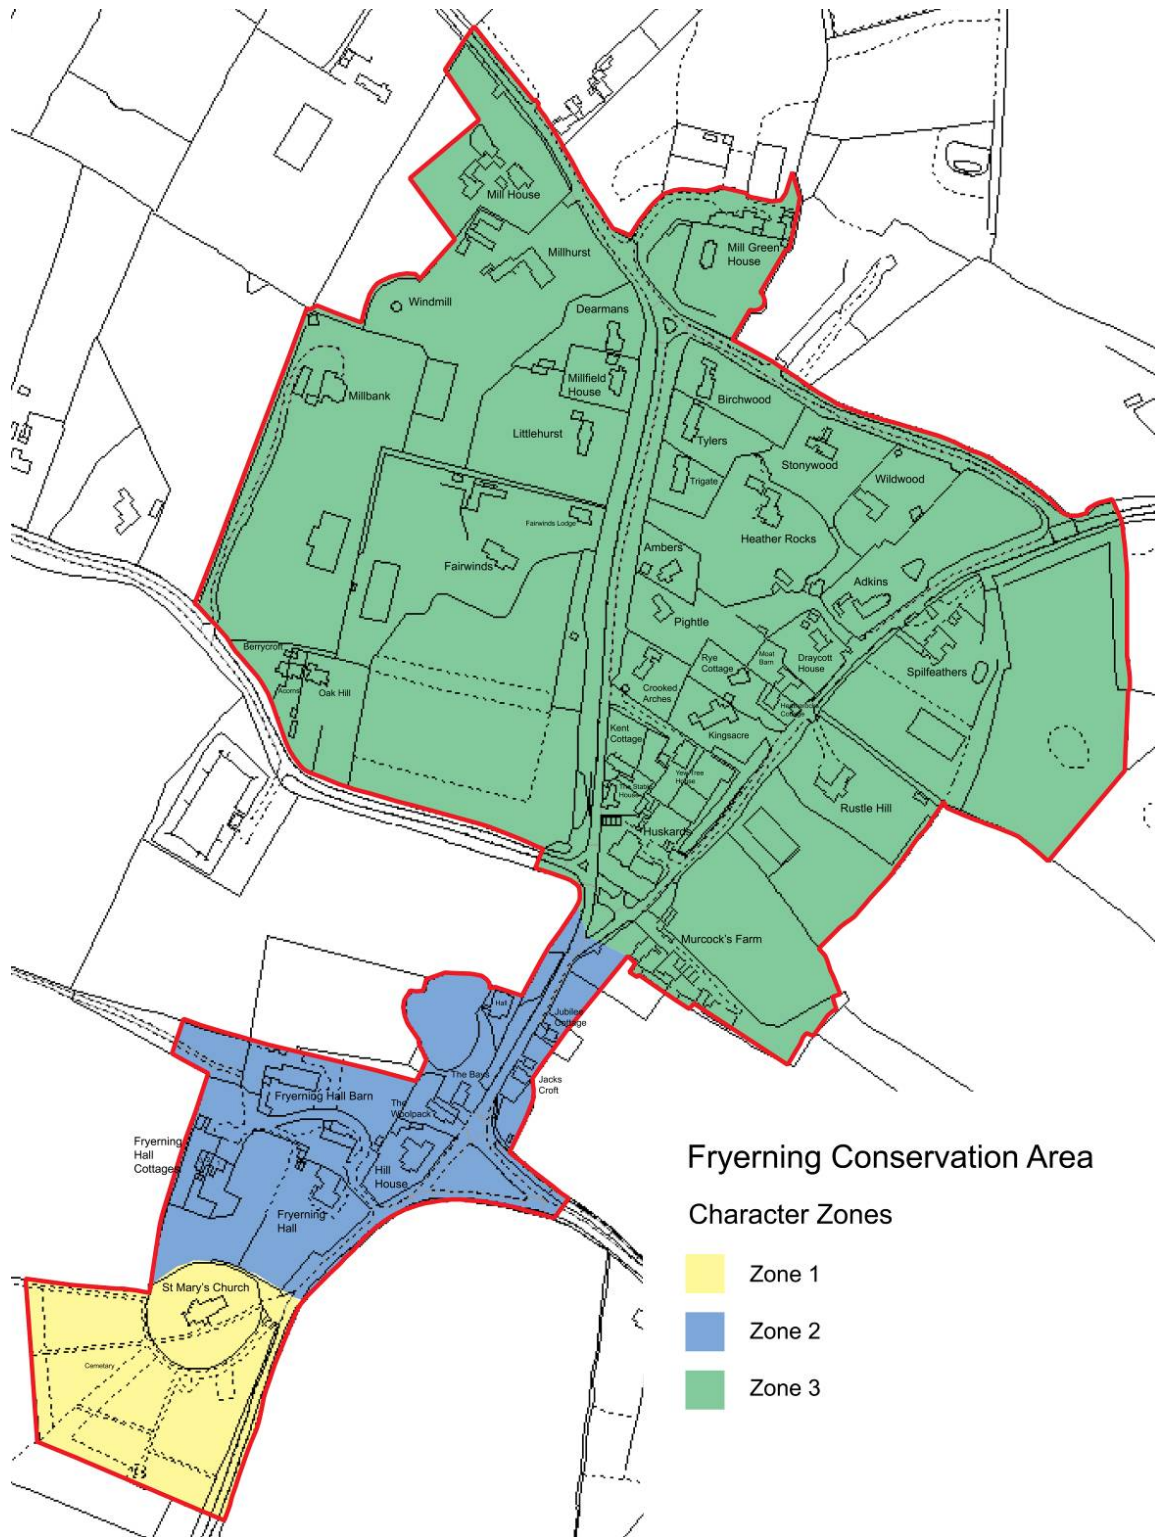 Mill House
Mill Green
House
Millhurst
Windmill
Dearmans
Millfield
House
Millbank
Birchwood
Littlehurst
Tylers
Stonywood
Trigate
Wildwood
Fairwinds Lodge
Heather Rocks
Ambers
Fairwinds
Adkins
Pightle
Berrycroft
Rye
Cottage
Moat
Barn
Draycott
House
Spilfeathers
Acorns
Oak Hill
Crooked
Arches
Cottage
Kent
Cottage
Kingsacre
Yew Tree
House
The
House
Rustle Hill
Huskards
Murcock's Farm
Hall
Jubilee
Cottage
The Bays
Jacks
Croft
Fryerning Hall Barn
The
Woolpack
Fryerning
Hall
Cottages
Hill
House
Fryerning
Hall
St Mary's Church
Cemetary
Fryerning Conservation Area
Character Zones
Zone 1
Zone 2
Zone 3